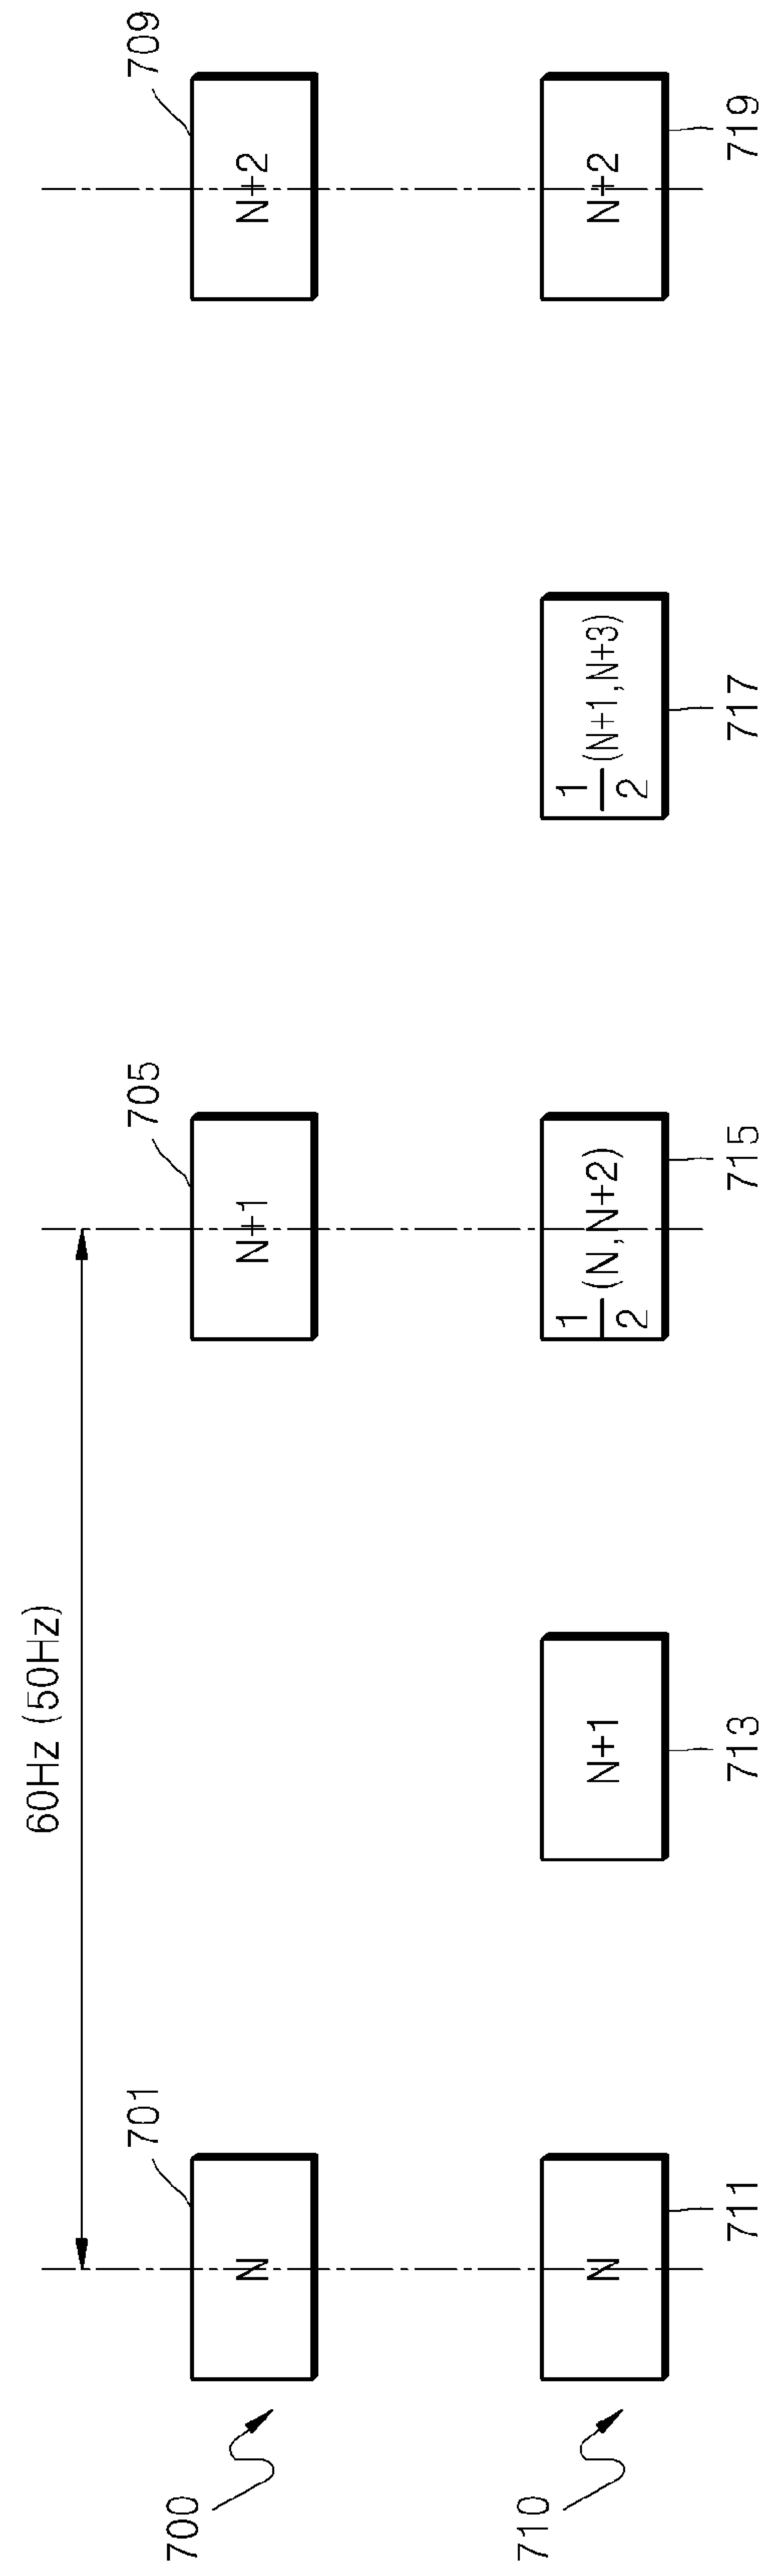 60Hz (50Hz)
701
705
709
700
N
N+1
N+2
710
N
N+1
1/2 (N, N+2)
1/2 (N+1, N+3)
N+2
711
713
715
717
719